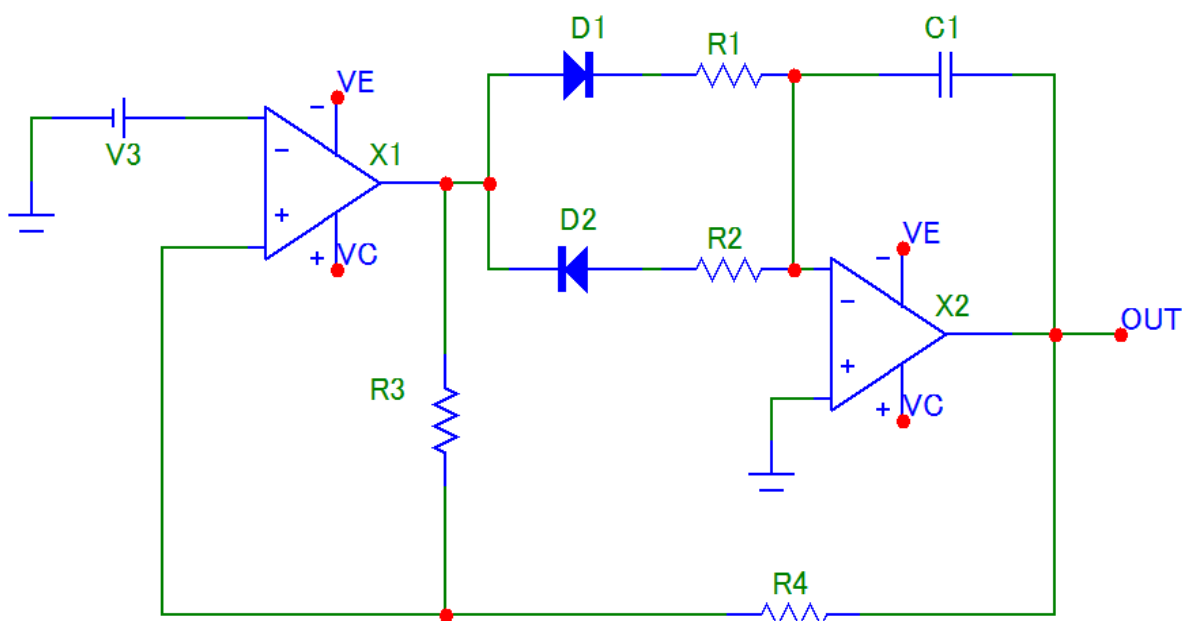 D1
R1
C1
VE
−
V3
−
X1
+
+
VC
D2
R2
VE
−
−
X2
OUT
+
+
VC
R3
R4